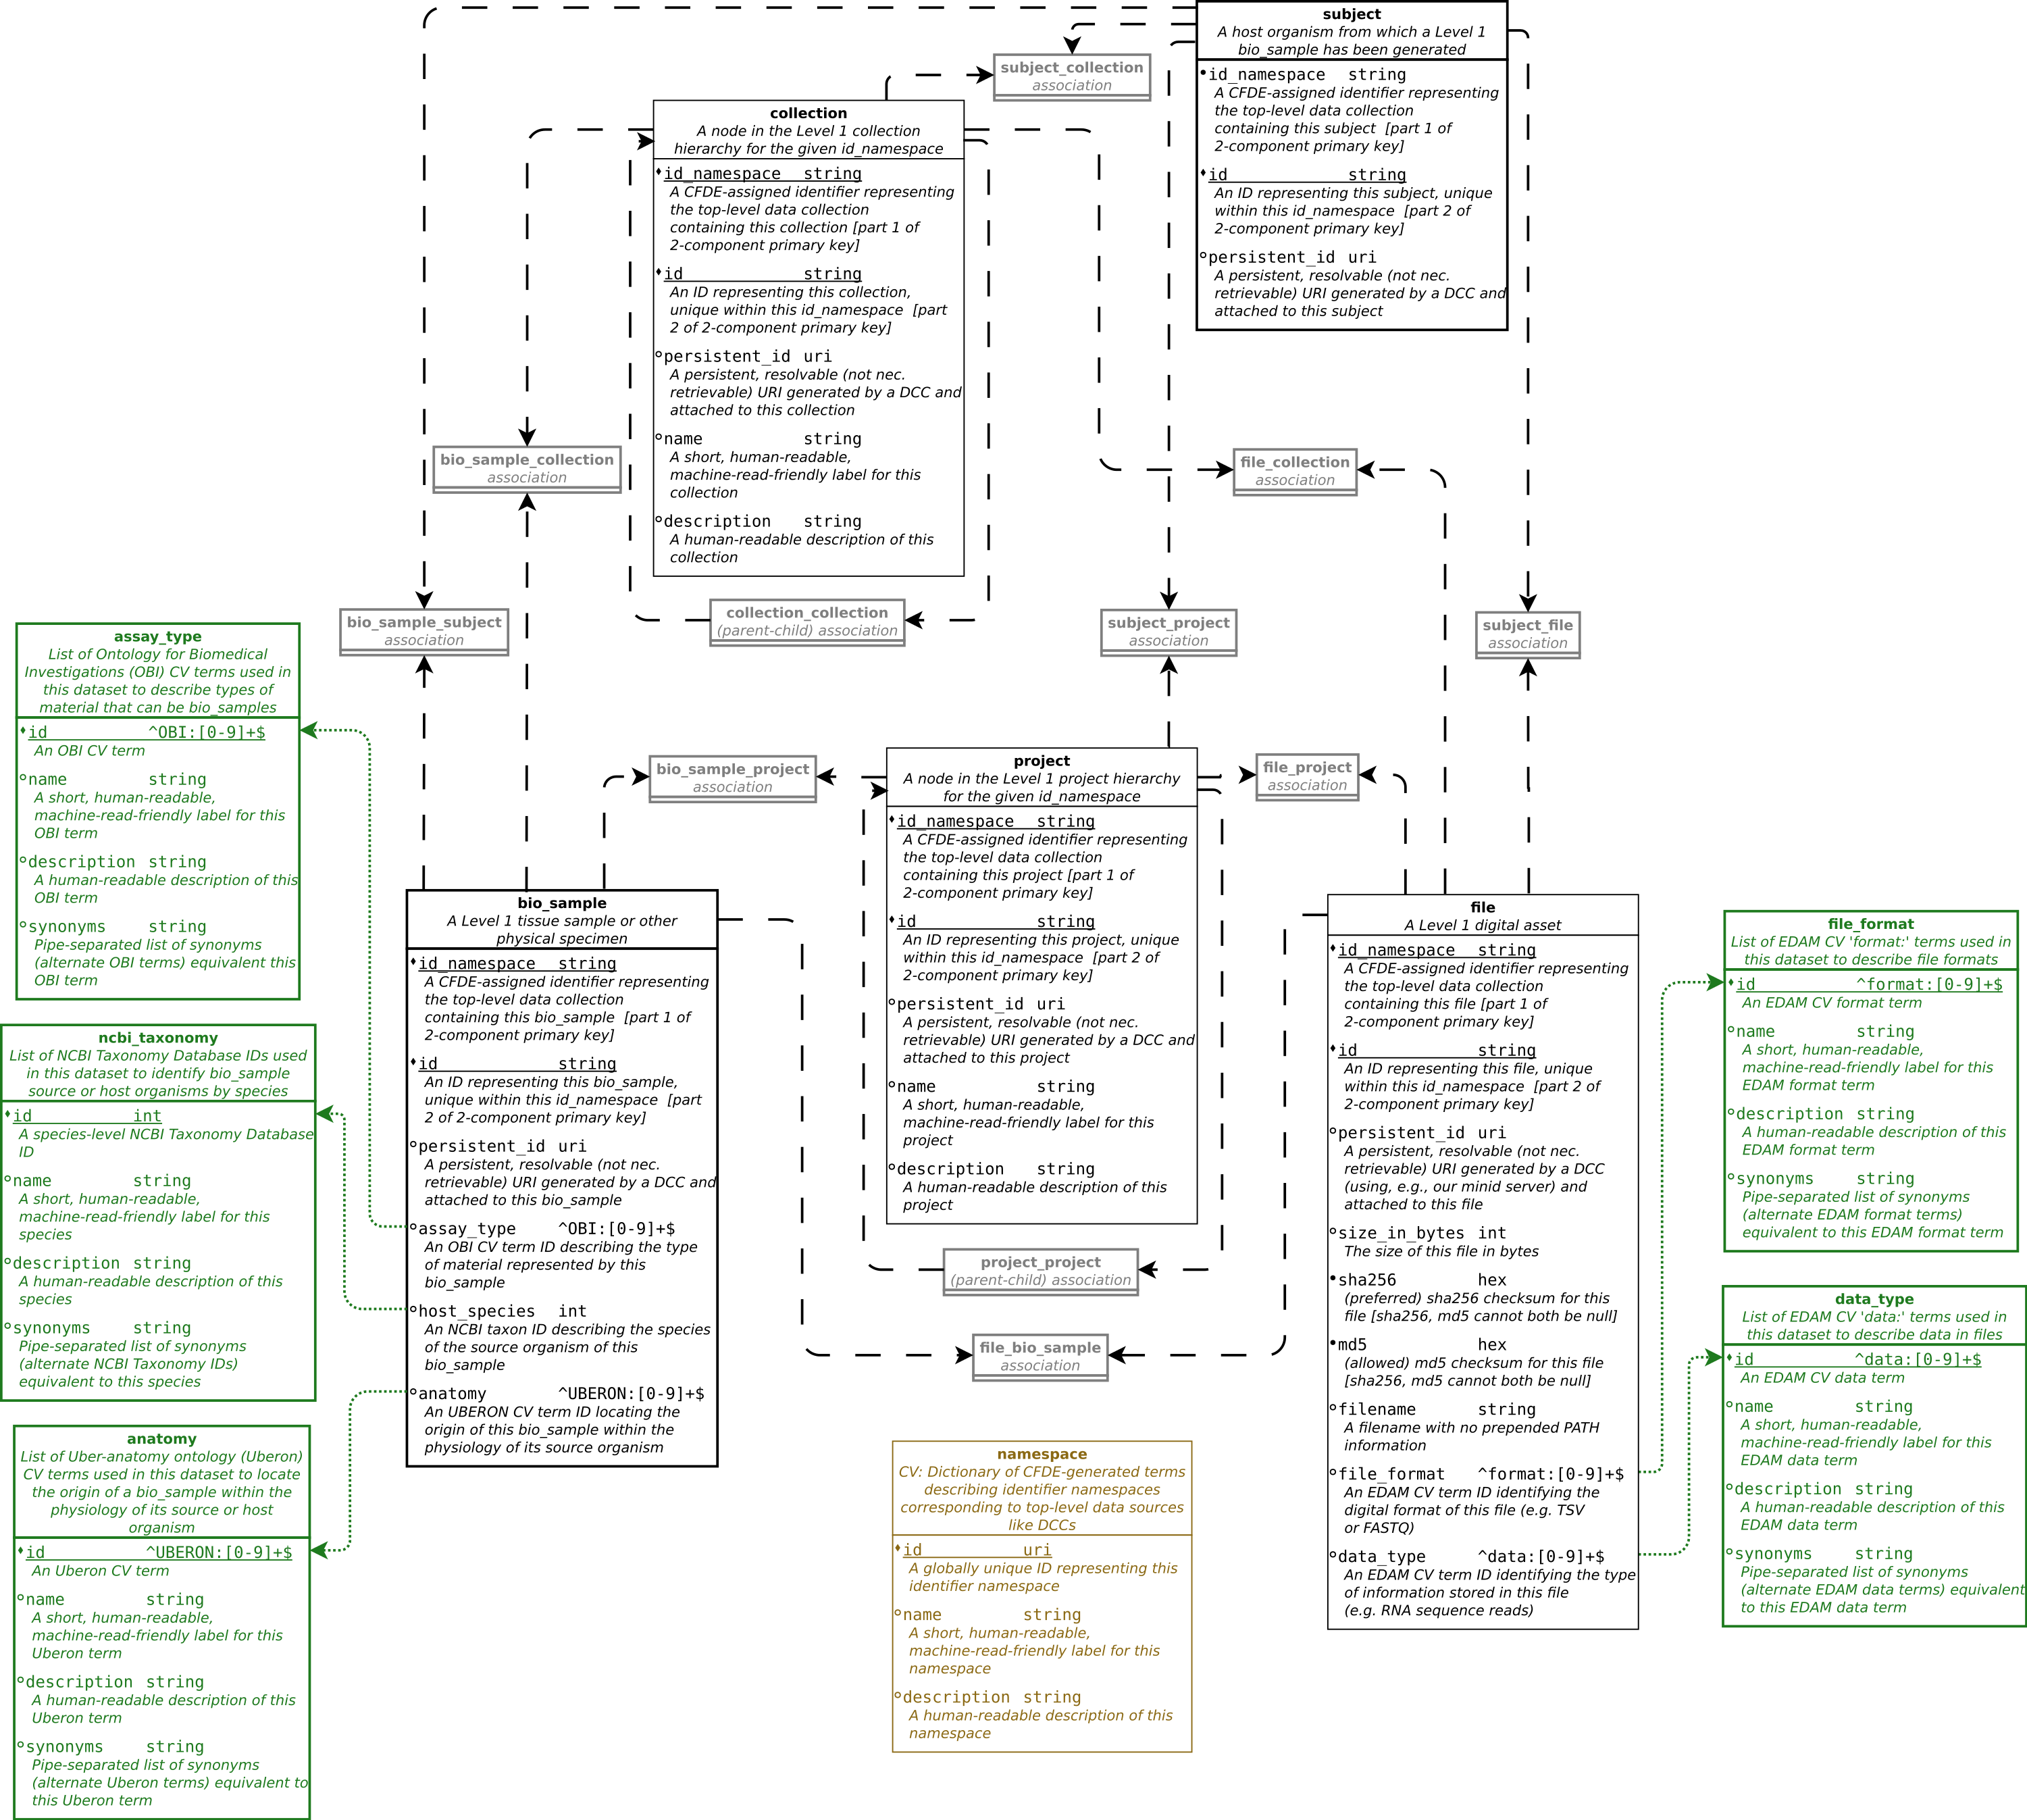 subject
A host organism from which a Level 1
bio_sample has been generated
id_namespace string
A CFDE-assigned identifier representing
the top-level data collection
containing this subject [part 1 of
2-component primary key]
id string
An ID representing this subject, unique
within this id_namespace [part 2 of
2-component primary key]
persistent_id uri
A persistent, resolvable (not nec.
retrievable) URI generated by a DCC and
attached to this subject
subject_collection
association
collection
A node in the Level 1 collection
hierarchy for the given id_namespace
id_namespace string
A CFDE-assigned identifier representing
the top-level data collection
containing this collection [part 1 of
2-component primary key]
id string
An ID representing this collection,
unique within this id_namespace [part
2 of 2-component primary key]
persistent_id uri
A persistent, resolvable (not nec.
retrievable) URI generated by a DCC and
attached to this collection
name string
A short, human-readable,
machine-read-friendly label for this
collection
description string
A human-readable description of this
collection
bio_sample_collection
association
file_collection
association
bio_sample_subject
association
collection_collection
(parent-child) association
subject_project
association
subject_file
association
assay_type
List of Ontology for Biomedical
Investigations (OBI) CV terms used in
this dataset to describe types of
material that can be bio_samples
id ^OBI:[0-9]+$
An OBI CV term
name string
A short, human-readable,
machine-read-friendly label for this
OBI term
description string
A human-readable description of this
OBI term
synonyms string
Pipe-separated list of synonyms
(alternate OBI terms) equivalent this
OBI term
bio_sample_project
association
project
A node in the Level 1 project hierarchy
for the given id_namespace
id_namespace string
A CFDE-assigned identifier representing
the top-level data collection
containing this project [part 1 of
2-component primary key]
id string
An ID representing this project, unique
within this id_namespace [part 2 of
2-component primary key]
persistent_id uri
A persistent, resolvable (not nec.
retrievable) URI generated by a DCC and
attached to this project
name string
A short, human-readable,
machine-read-friendly label for this
project
description string
A human-readable description of this
project
file_project
association
bio_sample
A Level 1 tissue sample or other
physical specimen
id_namespace string
A CFDE-assigned identifier representing
the top-level data collection
containing this bio_sample [part 1 of
2-component primary key]
id string
An ID representing this bio_sample,
unique within this id_namespace [part
2 of 2-component primary key]
persistent_id uri
A persistent, resolvable (not nec.
retrievable) URI generated by a DCC and
attached to this bio_sample
assay_type ^OBI:[0-9]+$
An OBI CV term ID describing the type
of material represented by this
bio_sample
host_species int
An NCBI taxon ID describing the species
of the source organism of this
bio_sample
anatomy ^UBERON:[0-9]+$
An UBERON CV term ID locating the
origin of this bio_sample within the
physiology of its source organism
file
A Level 1 digital asset
id_namespace string
A CFDE-assigned identifier representing
the top-level data collection
containing this file [part 1 of
2-component primary key]
id string
An ID representing this file, unique
within this id_namespace [part 2 of
2-component primary key]
persistent_id uri
A persistent, resolvable (not nec.
retrievable) URI generated by a DCC
(using, e.g., our minid server) and
attached to this file
size_in_bytes int
The size of this file in bytes
sha256 hex
(preferred) sha256 checksum for this
file [sha256, md5 cannot both be null]
md5 hex
(allowed) md5 checksum for this file
[sha256, md5 cannot both be null]
filename string
A filename with no prepended PATH
information
file_format ^format:[0-9]+$
An EDAM CV term ID identifying the
digital format of this file (e.g. TSV
or FASTQ)
data_type ^data:[0-9]+$
An EDAM CV term ID identifying the type
of information stored in this file
(e.g. RNA sequence reads)
file_format
List of EDAM CV 'format:' terms used in
this dataset to describe file formats
id ^format:[0-9]+$
An EDAM CV format term
name string
A short, human-readable,
machine-read-friendly label for this
EDAM format term
description string
A human-readable description of this
EDAM format term
synonyms string
Pipe-separated list of synonyms
(alternate EDAM format terms)
equivalent to this EDAM format term
ncbi_taxonomy
List of NCBI Taxonomy Database IDs used
in this dataset to identify bio_sample
source or host organisms by species
id int
A species-level NCBI Taxonomy Database
ID
name string
A short, human-readable,
machine-read-friendly label for this
species
description string
A human-readable description of this
species
synonyms string
Pipe-separated list of synonyms
(alternate NCBI Taxonomy IDs)
equivalent to this species
project_project
(parent-child) association
file_bio_sample
association
data_type
List of EDAM CV 'data:' terms used in
this dataset to describe data in files
id ^data:[0-9]+$
An EDAM CV data term
name string
A short, human-readable,
machine-read-friendly label for this
EDAM data term
description string
A human-readable description of this
EDAM data term
synonyms string
Pipe-separated list of synonyms
(alternate EDAM data terms) equivalent
to this EDAM data term
anatomy
List of Uber-anatomy ontology (Uberon)
CV terms used in this dataset to locate
the origin of a bio_sample within the
physiology of its source or host
organism
id ^UBERON:[0-9]+$
An Uberon CV term
name string
A short, human-readable,
machine-read-friendly label for this
Uberon term
description string
A human-readable description of this
Uberon term
synonyms string
Pipe-separated list of synonyms
(alternate Uberon terms) equivalent to
this Uberon term
namespace
CV: Dictionary of CFDE-generated terms
describing identifier namespaces
corresponding to top-level data sources
like DCCs
id uri
A globally unique ID representing this
identifier namespace
name string
A short, human-readable,
machine-read-friendly label for this
namespace
description string
A human-readable description of this
namespace